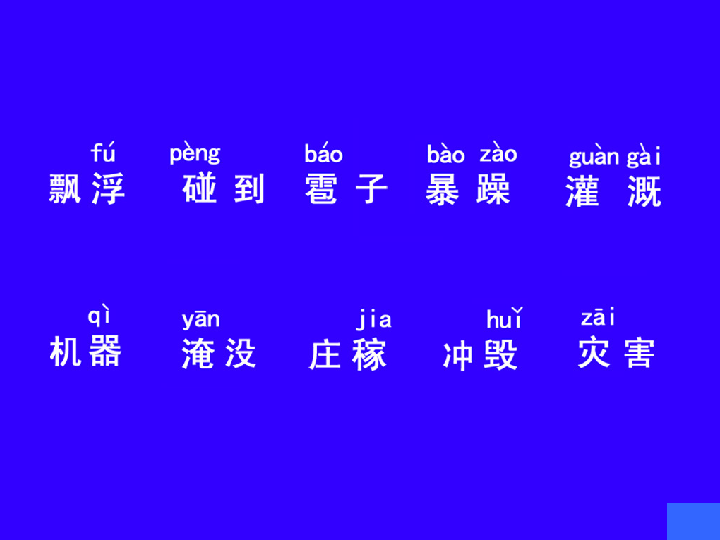 fú pèng báo bào zào guàn gài
飘浮 碰到 雹子 暴躁 灌溉
qì yān jia huǐ zāi
机器 淹没 庄稼 冲毁 灾害